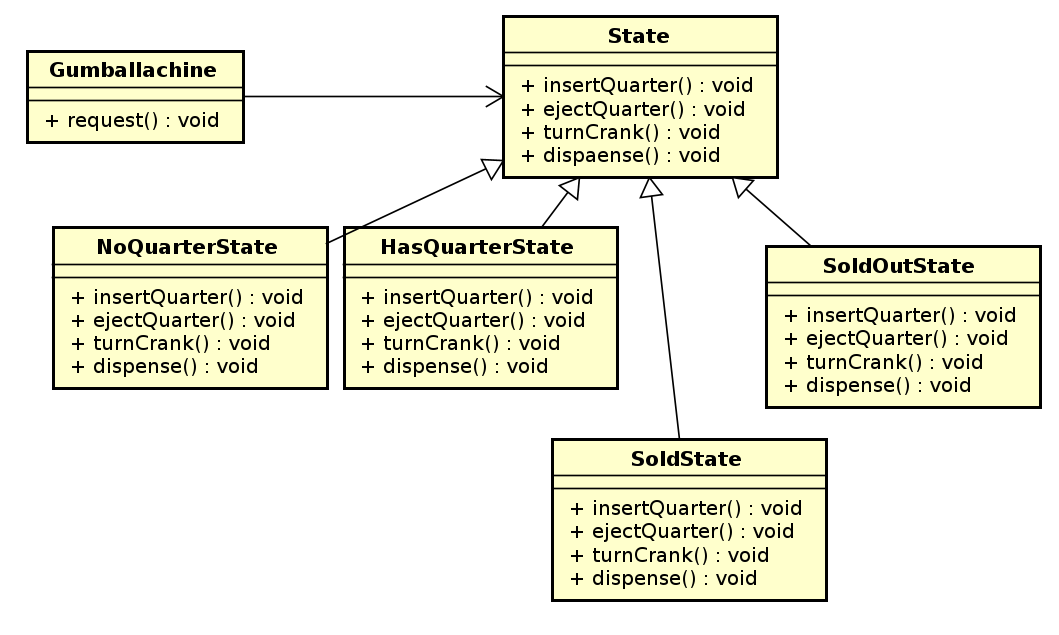 State
+ insertQuarter() : void
+ ejectQuarter() : void
+ turnCrank() : void
+ dispaense() : void
Gumballachine
+ request() : void
NoQuarterState
+ insertQuarter() : void
+ ejectQuarter() : void
+ turnCrank() : void
+ dispense() : void
HasQuarterState
+ insertQuarter() : void
+ ejectQuarter() : void
+ turnCrank() : void
+ dispense() : void
SoldOutState
+ insertQuarter() : void
+ ejectQuarter() : void
+ turnCrank() : void
+ dispense() : void
SoldState
+ insertQuarter() : void
+ ejectQuarter() : void
+ turnCrank() : void
+ dispense() : void